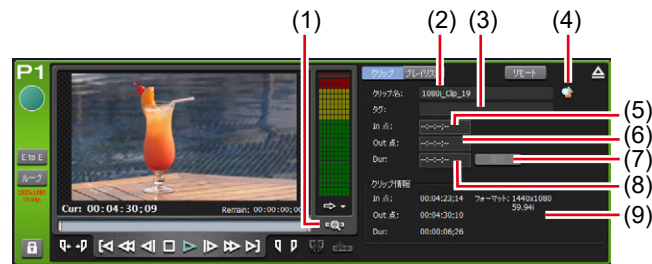 (1)
(2)
(3)
(4)
P1
クリップ
プレイリスト
リモート
クリップ名:
1080i_Clip_19
タグ:
(5)
In 点:
--:--:--;--
Out 点:
--:--:--;--
(6)
E to E
Dur:
--:--:--;--
(7)
ループ
1920x1080
59.94i
(8)
クリップ情報
Cur: 00:04:30;09
Remain: 00:00:00;00
In 点:
00:04:23;14
フォーマット:
1440x1080
59.94i
Out 点:
00:04:30;10
(9)
Dur:
00:00:06;26